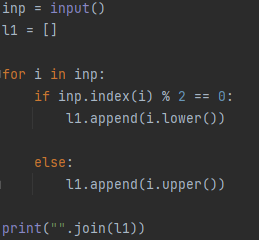 inp = input()
l1 = []
for i in inp:
    if inp.index(i) % 2 == 0:
        l1.append(i.lower())
    else:
        l1.append(i.upper())
print("".join(l1))